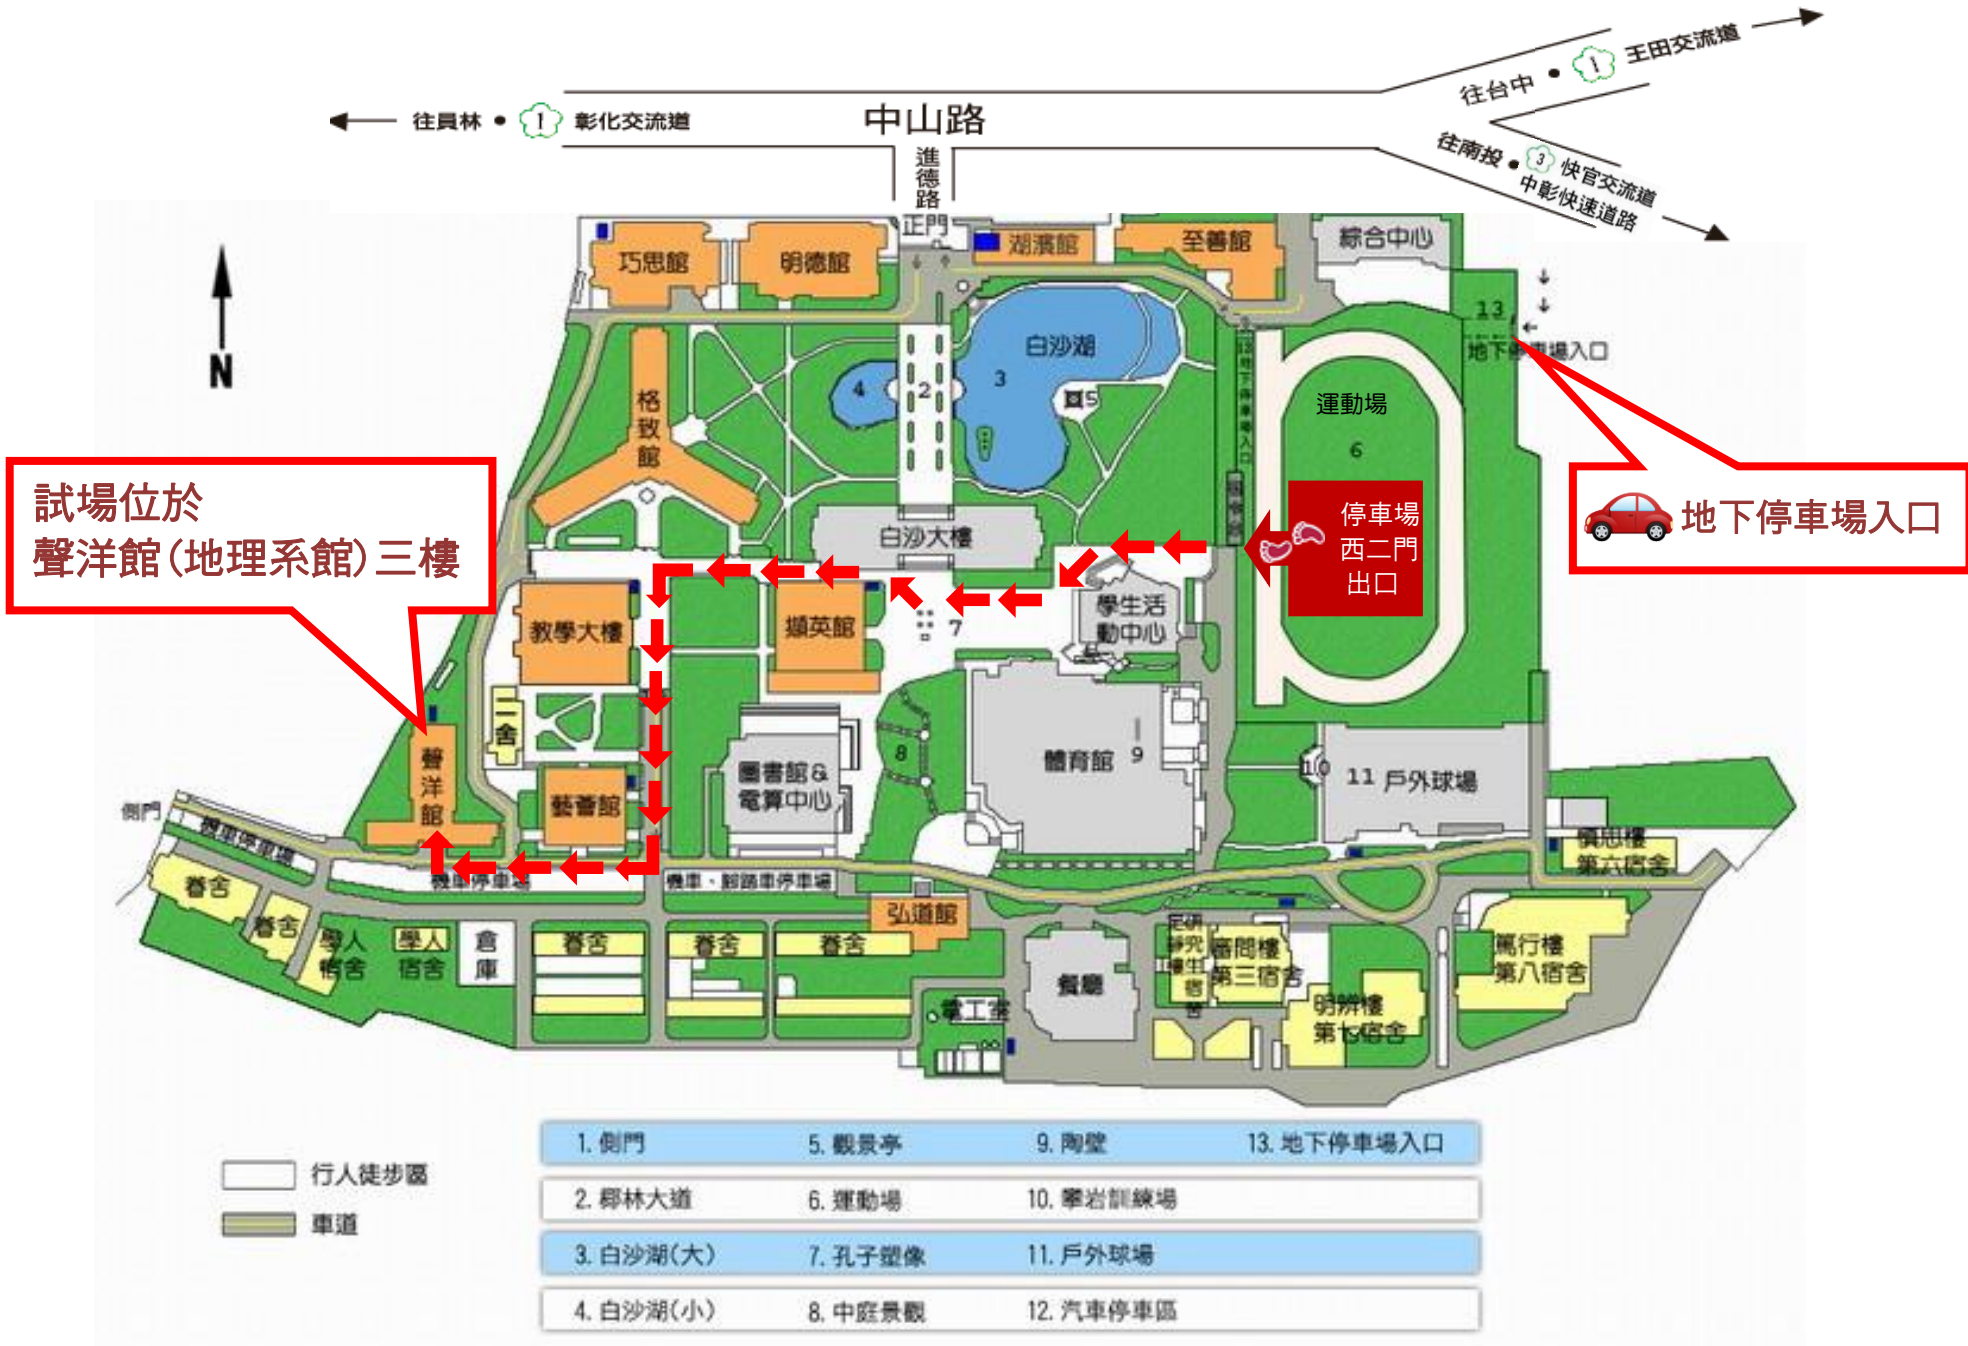 往台中 • 1 王田交流道
往員林 • 1 彰化交流道
中山路
往南投 • 3 快官交流道
中彰快速道路
進德路
正門
巧思館
明德館
湖濱館
至善館
綜合中心
N
13
地下停車場入口
白沙湖
格致館
4
2
3
5
運動場
6
試場位於
聲洋館(地理系館)三樓
地下停車場入口
停車場
西二門
出口
白沙大樓
教學大樓
擷英館
7
學生活
動中心
二舍
聲洋館
藝薈館
圖書館&
電算中心
8
體育館
9
10
11 戶外球場
側門
機車停車場
機車停車場
機車、腳踏車停車場
慎思樓
第六宿舍
眷舍
眷舍
學人
宿舍
學人
宿舍
倉庫
眷舍
眷舍
眷舍
弘道館
餐廳
電工室
審問樓
第三宿舍
明辨樓
第七宿舍
篤行樓
第八宿舍
行人徒步區
車道
1. 側門 5. 觀景亭 9. 陶壁 13. 地下停車場入口
2. 椰林大道 6. 運動場 10. 攀岩訓練場
3. 白沙湖(大) 7. 孔子塑像 11. 戶外球場
4. 白沙湖(小) 8. 中庭景觀 12. 汽車停車區